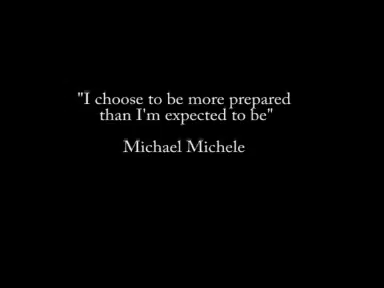 "I choose to be more prepared
than I'm expected to be"
Michael Michele